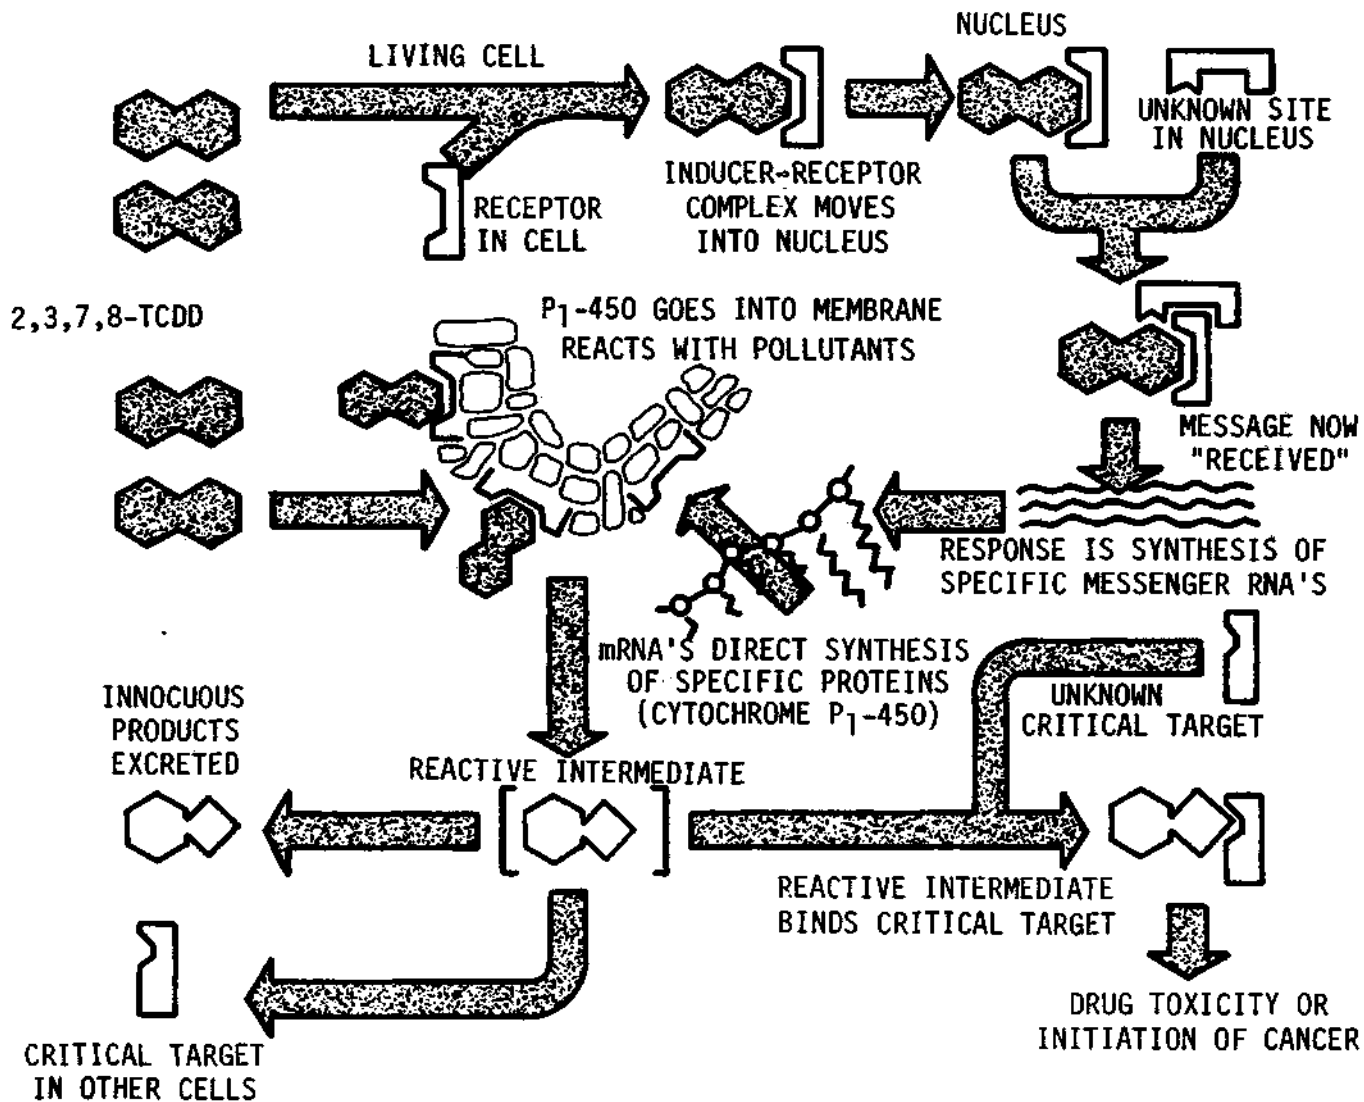 NUCLEUS
LIVING CELL
UNKNOWN SITE
IN NUCLEUS
INDUCER-RECEPTOR
COMPLEX MOVES
INTO NUCLEUS
RECEPTOR
IN CELL
2,3,7,8-TCDD
P1-450 GOES INTO MEMBRANE
REACTS WITH POLLUTANTS
MESSAGE NOW
"RECEIVED"
RESPONSE IS SYNTHESIS OF
SPECIFIC MESSENGER RNA'S
mRNA'S DIRECT SYNTHESIS
OF SPECIFIC PROTEINS
(CYTOCHROME P1-450)
UNKNOWN
CRITICAL TARGET
INNOCUOUS
PRODUCTS
EXCRETED
REACTIVE INTERMEDIATE
REACTIVE INTERMEDIATE
BINDS CRITICAL TARGET
DRUG TOXICITY OR
INITIATION OF CANCER
CRITICAL TARGET
IN OTHER CELLS